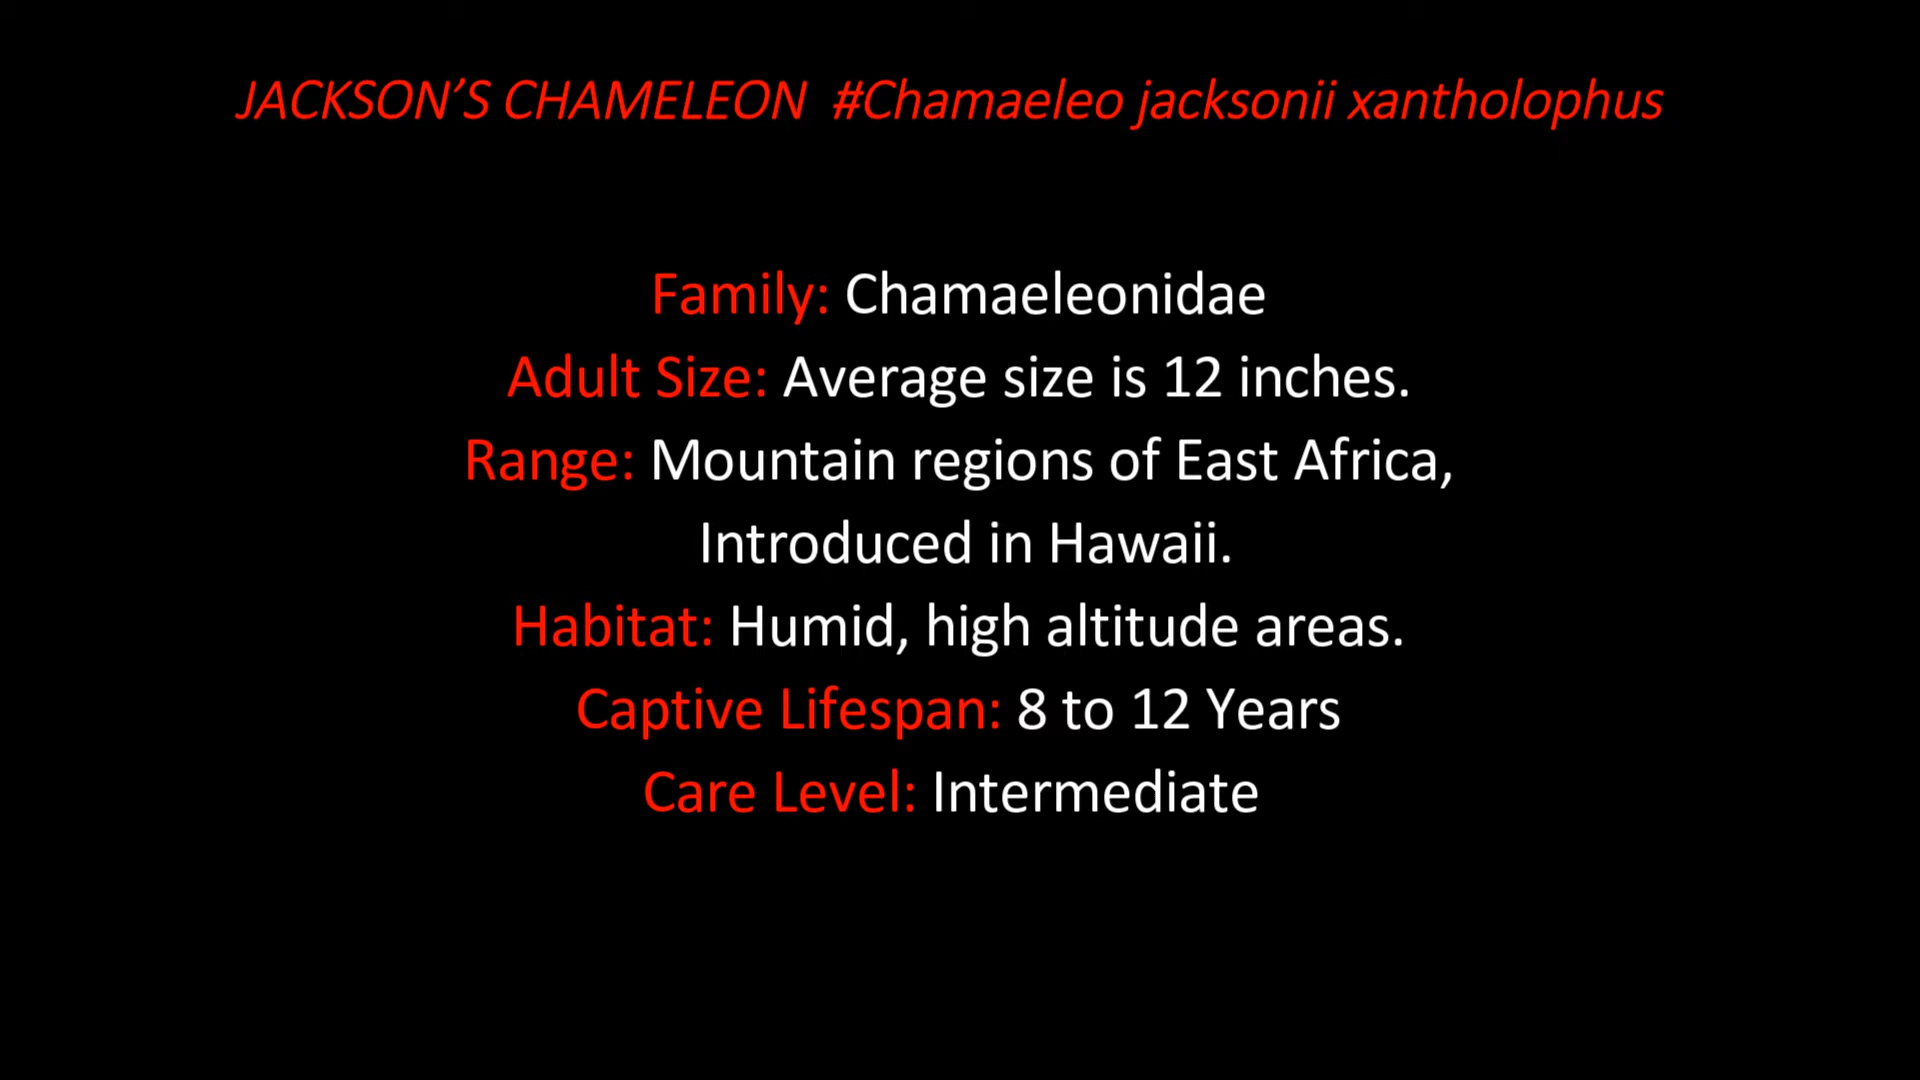 JACKSON’S CHAMELEON #Chamaeleo jacksonii xantholophus
Family: Chamaeleonidae
Adult Size: Average size is 12 inches.
Range: Mountain regions of East Africa,
Introduced in Hawaii.
Habitat: Humid, high altitude areas.
Captive Lifespan: 8 to 12 Years
Care Level: Intermediate